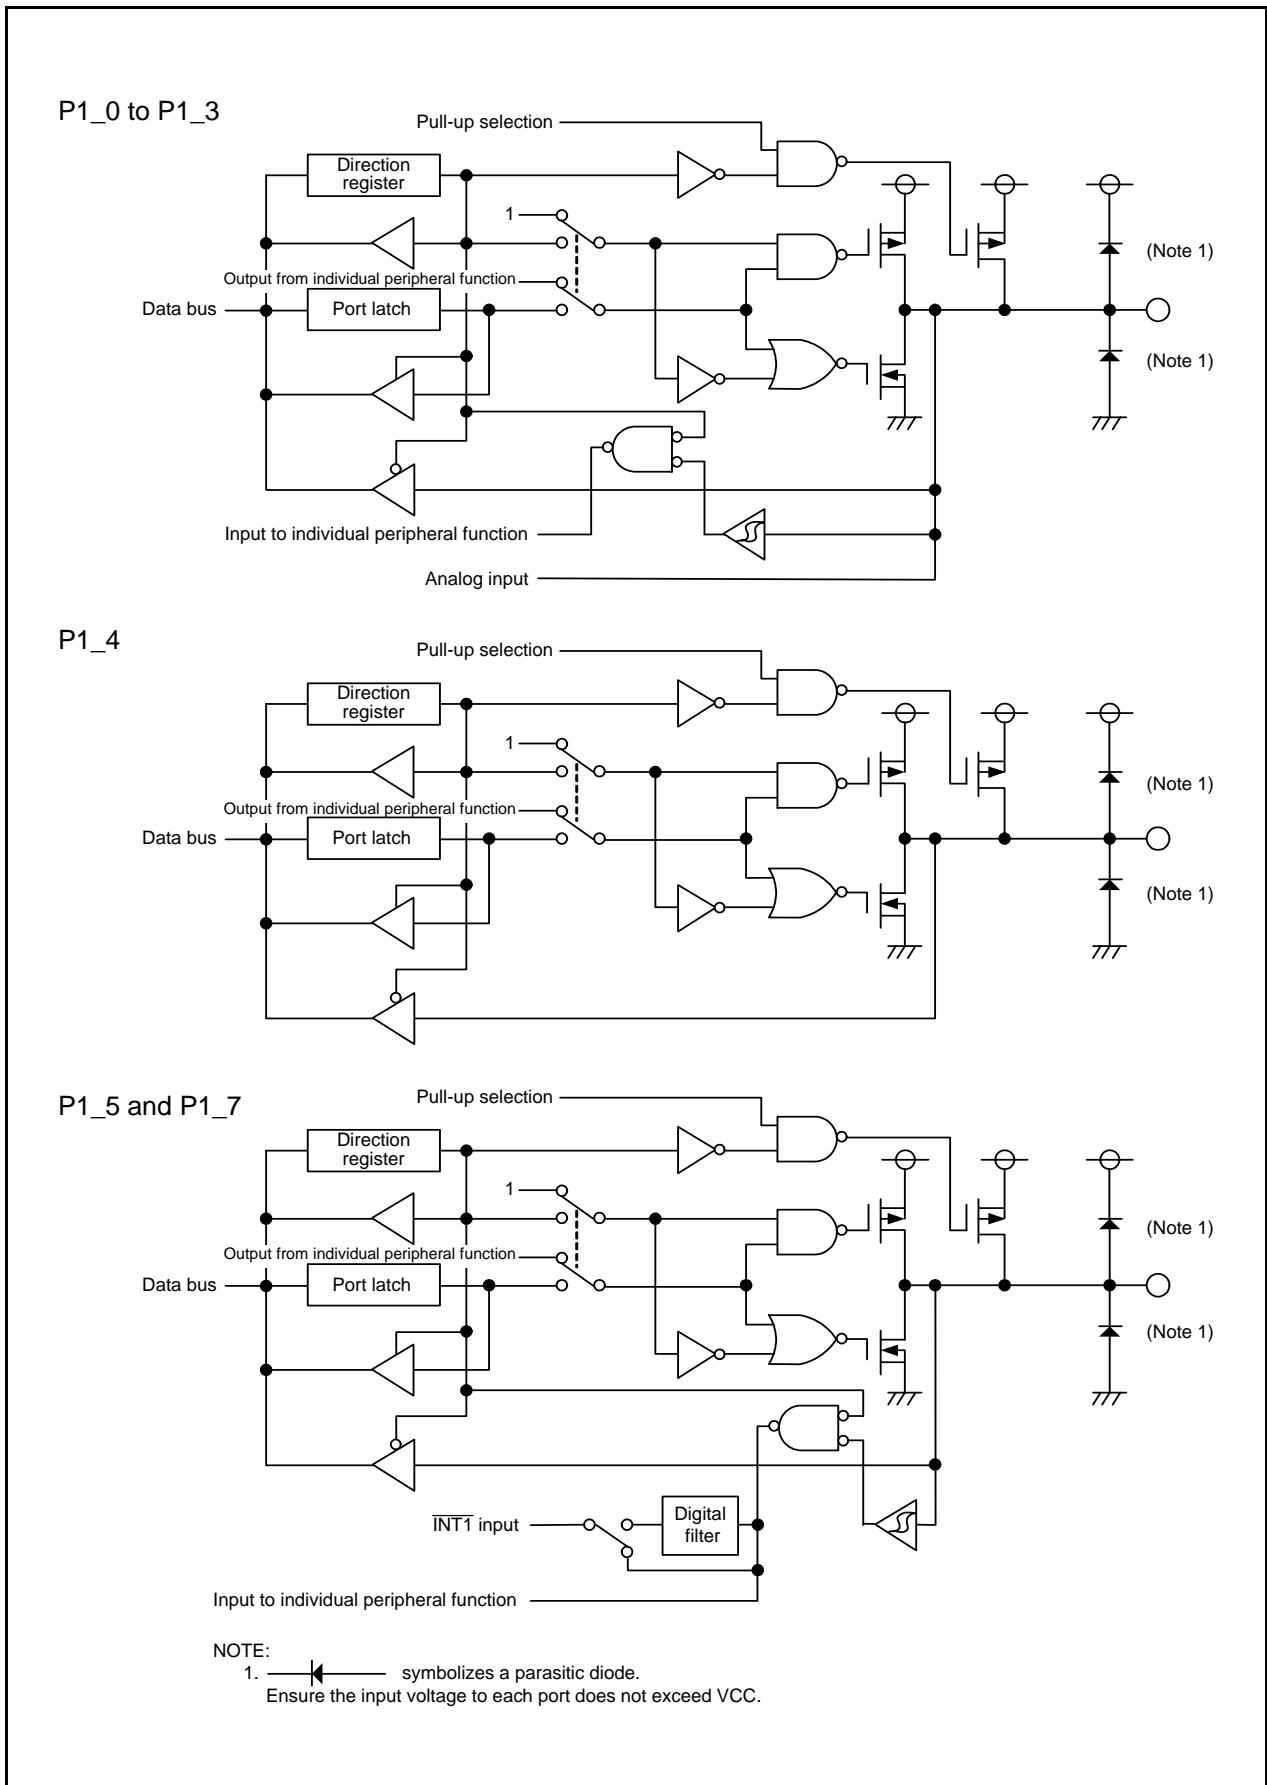 P1_0 to P1_3
Pull-up selection
Direction
register
1
(Note 1)
Output from individual peripheral function
Data bus
Port latch
(Note 1)
Input to individual peripheral function
Analog input
P1_4
Pull-up selection
Direction
register
1
(Note 1)
Output from individual peripheral function
Data bus
Port latch
(Note 1)
P1_5 and P1_7
Pull-up selection
Direction
register
1
(Note 1)
Output from individual peripheral function
Data bus
Port latch
(Note 1)
INT1 input
Digital
filter
Input to individual peripheral function
NOTE:
1. symbolizes a parasitic diode.
Ensure the input voltage to each port does not exceed VCC.